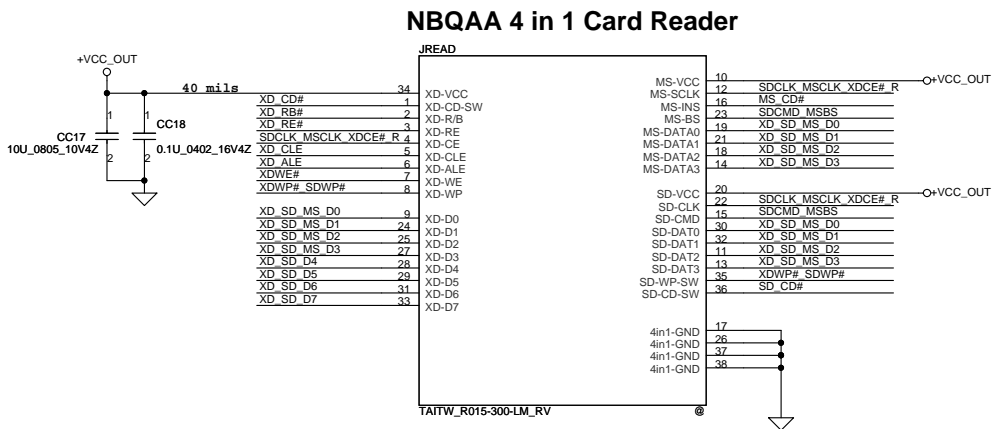 NBQAA 4 in 1 Card Reader
JREAD
+VCC_OUT
40 mils 34 XD-VCC
XD_CD# 1 XD-CD-SW
XD_RB# 2 XD-R/B
XD_RE# 3 XD-RE
SDCLK_MSCLK_XDCE#_R 4 XD-CE
XD_CLE 5 XD-CLE
XD_ALE 6 XD-ALE
XDWE# 7 XD-WE
XDWP#_SDWP# 8 XD-WP
1
CC17
10U_0805_10V4Z
2
1
CC18
0.1U_0402_16V4Z
2
XD_SD_MS_D0 9 XD-D0
XD_SD_MS_D1 24 XD-D1
XD_SD_MS_D2 25 XD-D2
XD_SD_MS_D3 27 XD-D3
XD_SD_D4 28 XD-D4
XD_SD_D5 29 XD-D5
XD_SD_D6 31 XD-D6
XD_SD_D7 33 XD-D7
MS-VCC 10 +VCC_OUT
MS-SCLK 12 SDCLK_MSCLK_XDCE#_R
MS-INS 16 MS_CD#
MS-BS 23 SDCMD_MSBS
MS-DATA0 19 XD_SD_MS_D0
MS-DATA1 21 XD_SD_MS_D1
MS-DATA2 18 XD_SD_MS_D2
MS-DATA3 14 XD_SD_MS_D3
SD-VCC 20 +VCC_OUT
SD-CLK 22 SDCLK_MSCLK_XDCE#_R
SD-CMD 15 SDCMD_MSBS
SD-DAT0 30 XD_SD_MS_D0
SD-DAT1 32 XD_SD_MS_D1
SD-DAT2 11 XD_SD_MS_D2
SD-DAT3 13 XD_SD_MS_D3
SD-WP-SW 35 XDWP#_SDWP#
SD-CD-SW 36 SD_CD#
4in1-GND 17
4in1-GND 26
4in1-GND 37
4in1-GND 38
TAITW_R015-300-LM_RV @